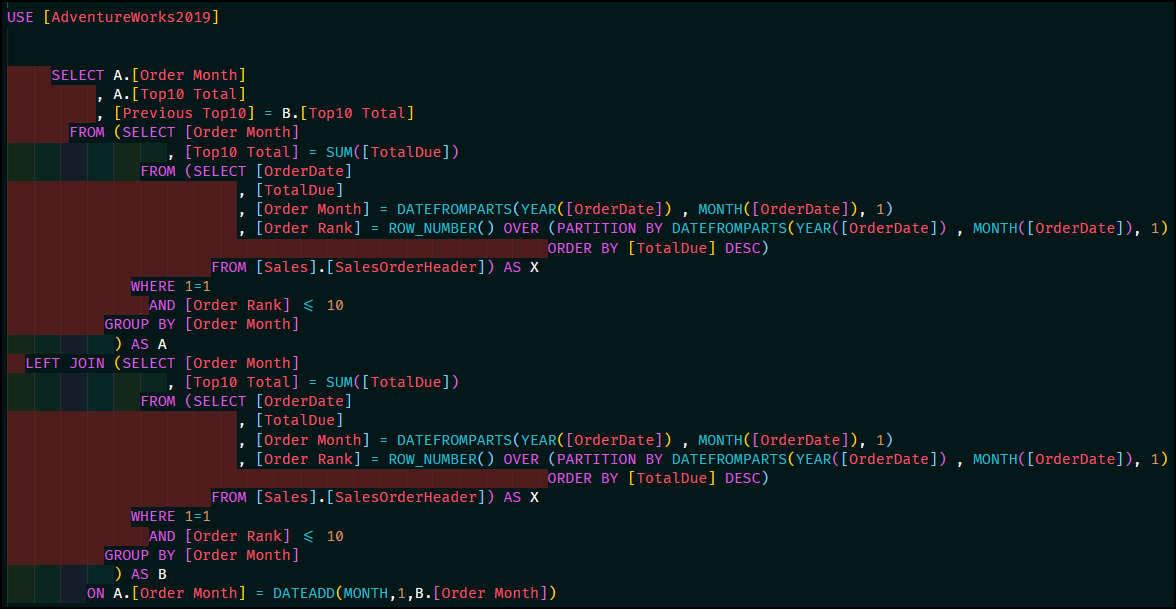 USE [AdventureWorks2019]
SELECT A.[Order Month]
, A.[Top10 Total]
, [Previous Top10] = B.[Top10 Total]
FROM (SELECT [Order Month]
, [Top10 Total] = SUM([TotalDue])
FROM (SELECT [OrderDate]
, [TotalDue]
, [Order Month] = DATEFROMPARTS(YEAR([OrderDate]) , MONTH([OrderDate]), 1)
, [Order Rank] = ROW_NUMBER() OVER (PARTITION BY DATEFROMPARTS(YEAR([OrderDate]) , MONTH([OrderDate]), 1)
ORDER BY [TotalDue] DESC)
FROM [Sales].[SalesOrderHeader]) AS X
WHERE 1=1
AND [Order Rank] <= 10
GROUP BY [Order Month]
) AS A
LEFT JOIN (SELECT [Order Month]
, [Top10 Total] = SUM([TotalDue])
FROM (SELECT [OrderDate]
, [TotalDue]
, [Order Month] = DATEFROMPARTS(YEAR([OrderDate]) , MONTH([OrderDate]), 1)
, [Order Rank] = ROW_NUMBER() OVER (PARTITION BY DATEFROMPARTS(YEAR([OrderDate]) , MONTH([OrderDate]), 1)
ORDER BY [TotalDue] DESC)
FROM [Sales].[SalesOrderHeader]) AS X
WHERE 1=1
AND [Order Rank] <= 10
GROUP BY [Order Month]
) AS B
ON A.[Order Month] = DATEADD(MONTH,1,B.[Order Month])